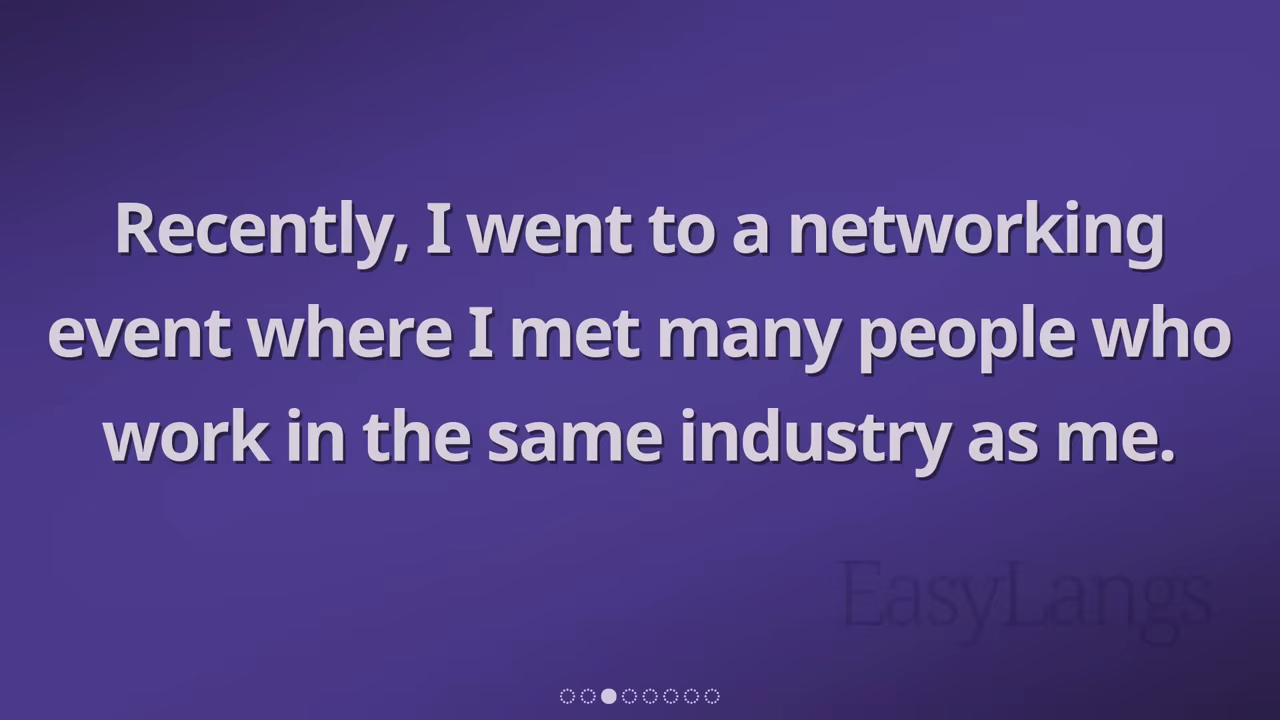 Recently, I went to a networking
event where I met many people who
work in the same industry as me.
EasyLangs